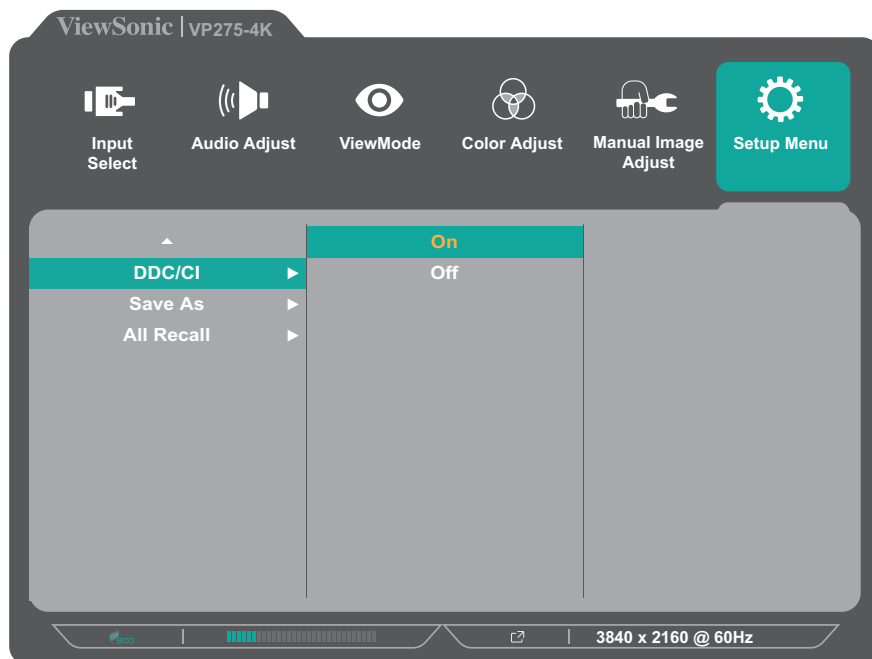 ViewSonic | VP275-4K
Input
Select
Audio Adjust
ViewMode
Color Adjust
Manual Image
Adjust
Setup Menu
On
DDC/CI
Off
Save As
All Recall
eco
3840 x 2160 @ 60Hz